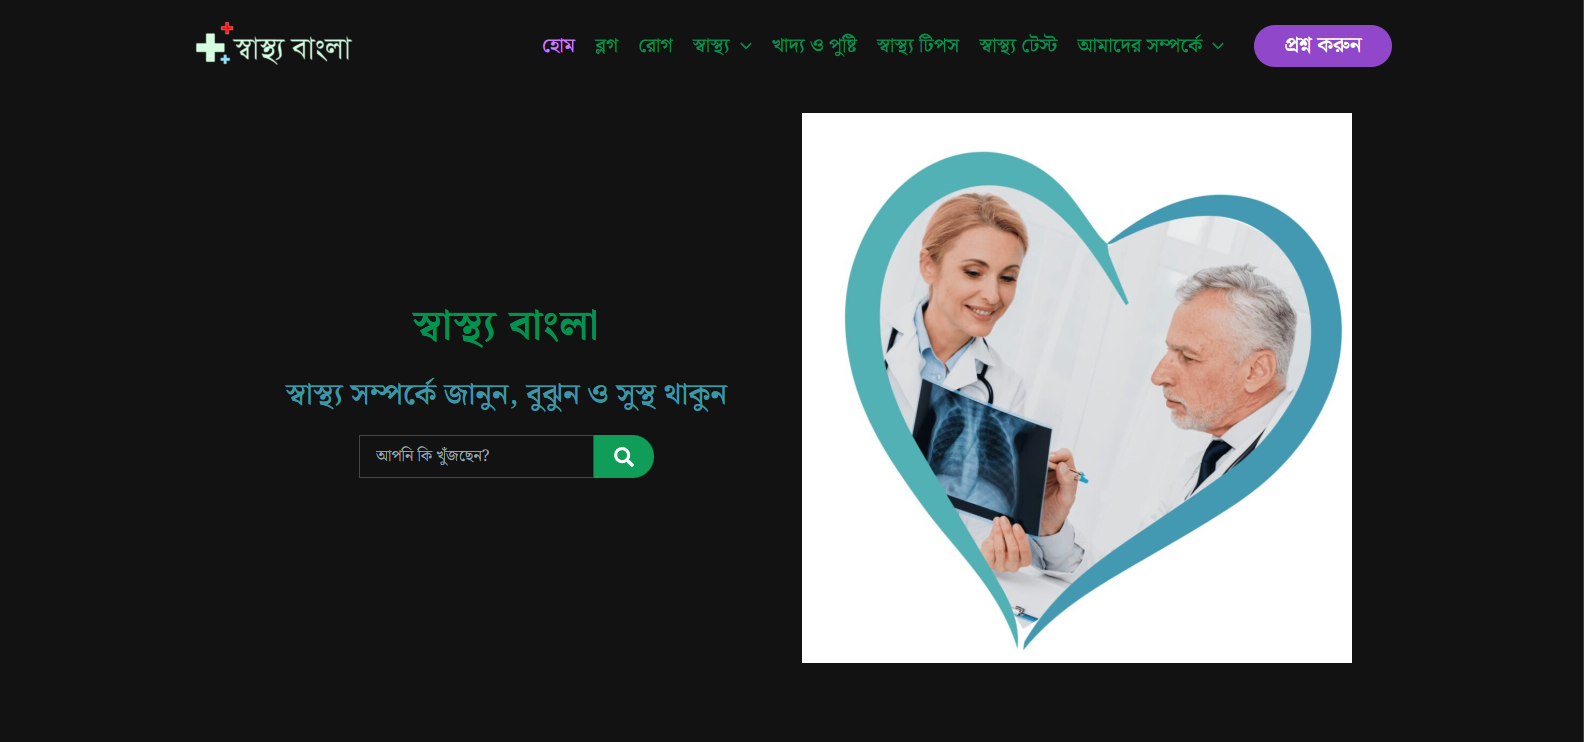 স্বাস্থ্য বাংলা
হোম ব্লগ রোগ স্বাস্থ্য খাদ্য ও পুষ্টি স্বাস্থ্য টিপস স্বাস্থ্য টেস্ট আমাদের সম্পর্কে প্রশ্ন করুন
স্বাস্থ্য বাংলা
স্বাস্থ্য সম্পর্কে জানুন, বুঝুন ও সুস্থ থাকুন
আপনি কি খুঁজছেন?